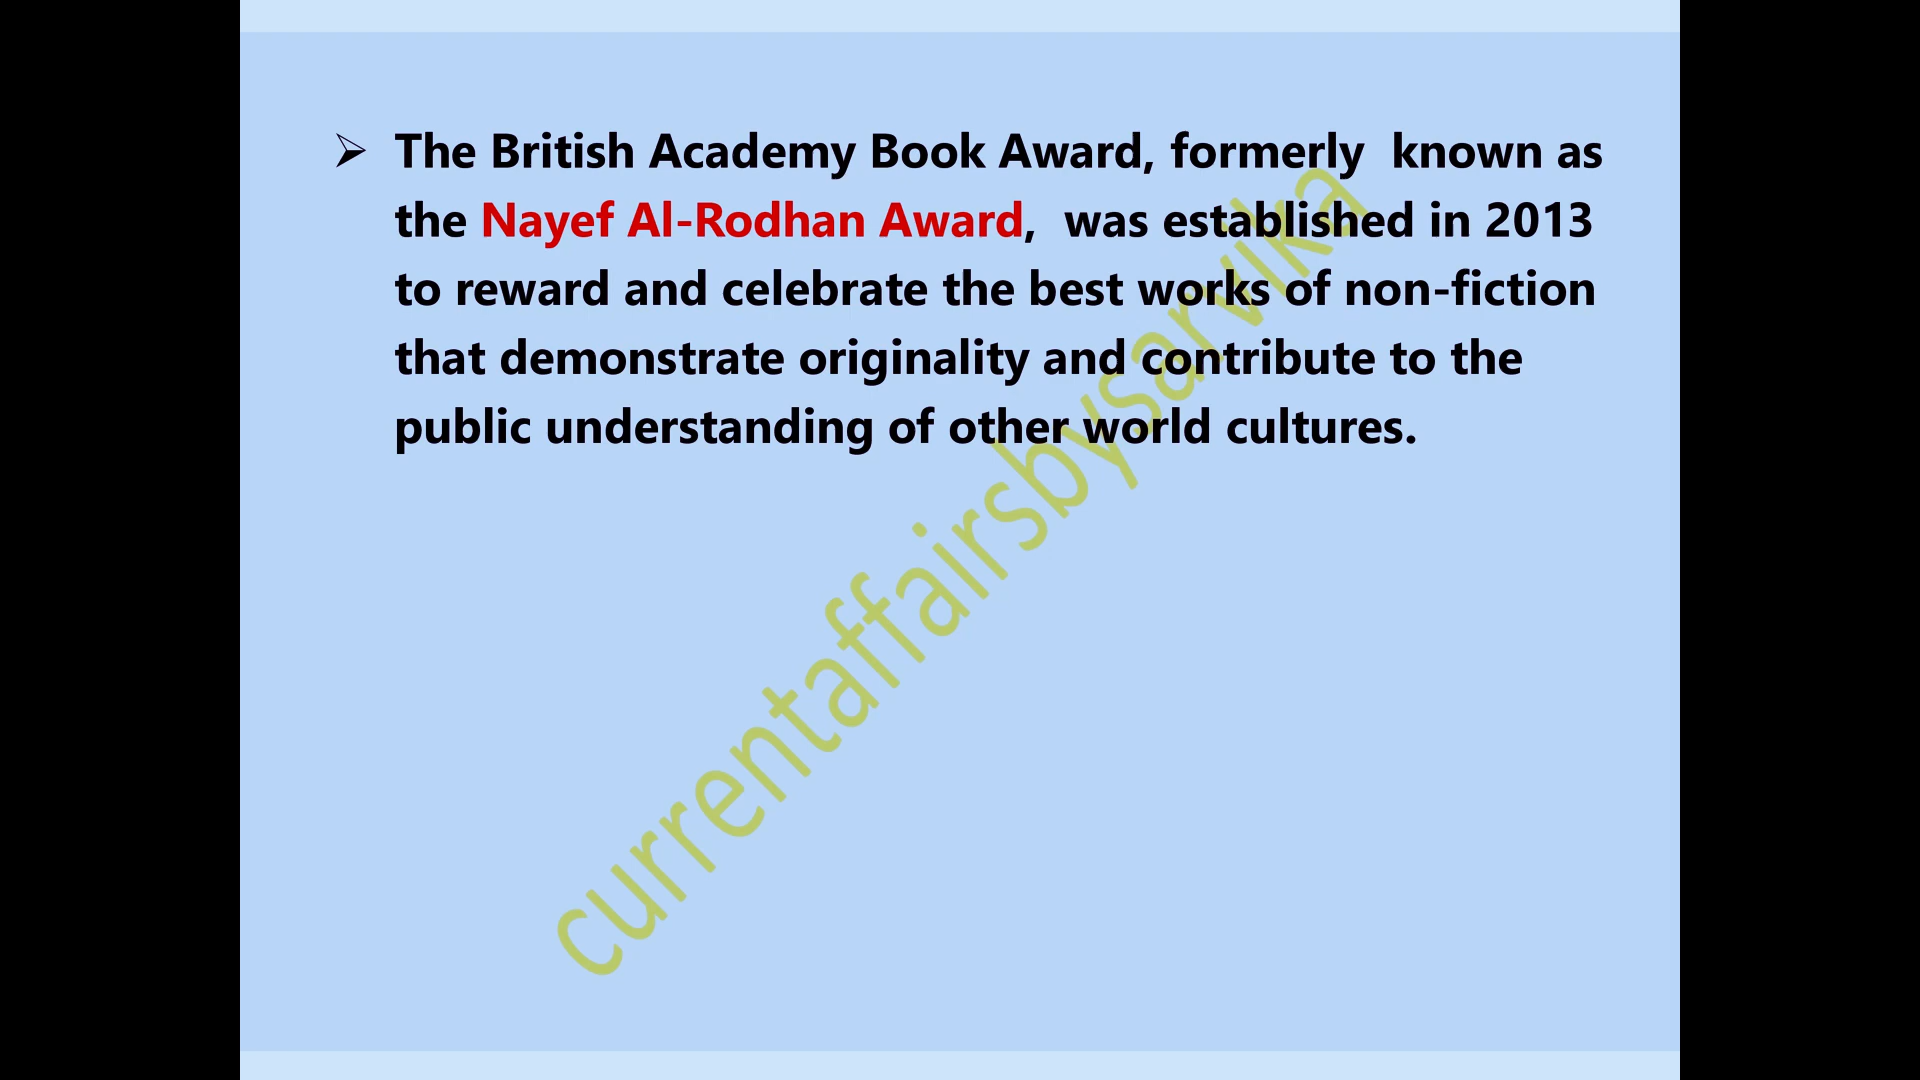 The British Academy Book Award, formerly known as
the Nayef Al-Rodhan Award, was established in 2013
to reward and celebrate the best works of non-fiction
that demonstrate originality and contribute to the
public understanding of other world cultures.
currentaffairsbysarvika